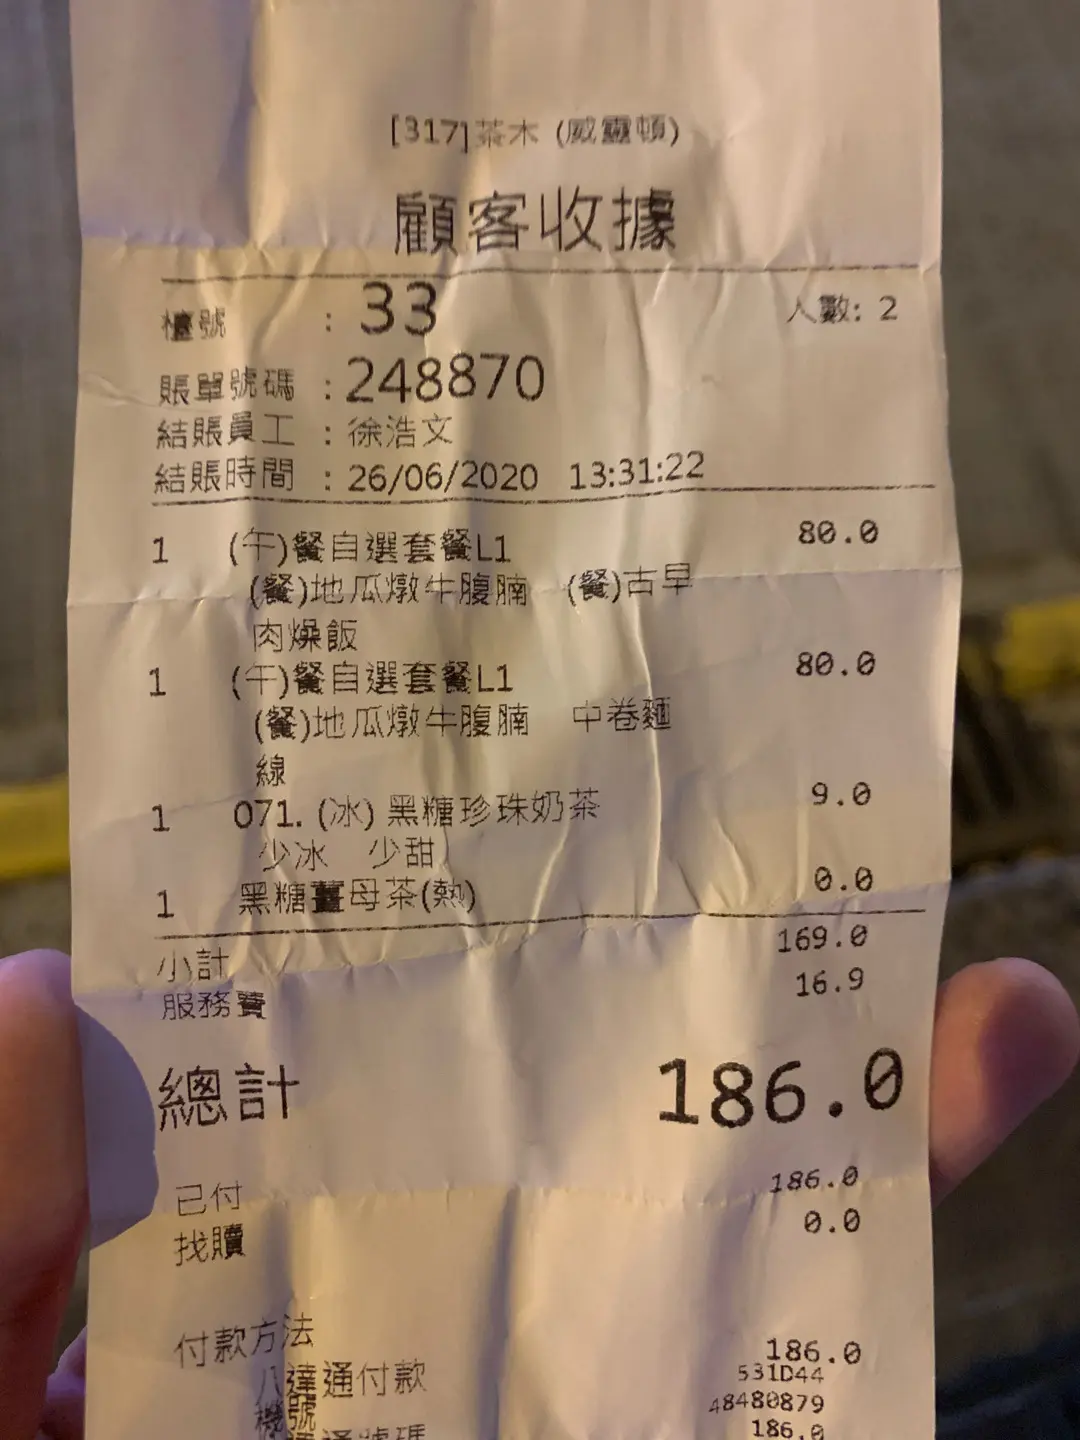 [317]茶木 (威靈頓)
顧客收據
檯號 : 33 人數: 2
賬單號碼 : 248870
結賬員工 : 徐浩文
結賬時間 : 26/06/2020 13:31:22
1 (午)餐自選套餐L1 80.0
(餐)地瓜燉牛腹腩 (餐)古早
肉燥飯
1 (午)餐自選套餐L1 80.0
(餐)地瓜燉牛腹腩 中卷麵
線
1 071. (冰) 黑糖珍珠奶茶 9.0
少冰 少甜
1 黑糖薑母茶(熱) 0.0
小計 169.0
服務費 16.9
總計 186.0
已付 186.0
找贖 0.0
付款方法
八達通付款 186.0
機號 531D44
八達通號碼 48480879
186.0